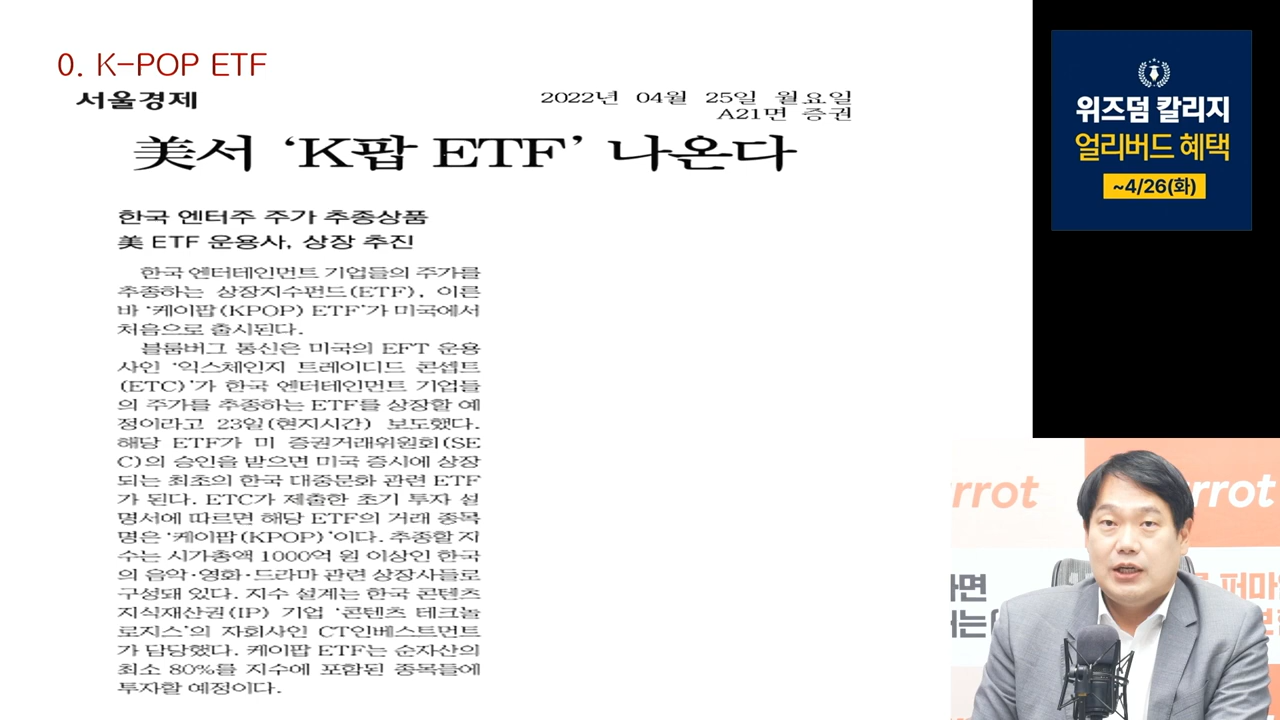 0. K-POP ETF
서울경제
2022년 04월 25일 월요일
A21면 증권
美서 ‘K팝 ETF’ 나온다
한국 엔터주 주가 추종상품
美 ETF 운용사, 상장 추진
한국 엔터테인먼트 기업들의 주가를
추종하는 상장지수펀드(ETF), 이른
바 ‘케이팝(KPOP) ETF’가 미국에서
처음으로 출시된다.
블룸버그 통신은 미국의 EFT 운용
사인 ‘익스체인지 트레이디드 콘셉트
(ETC)’가 한국 엔터테인먼트 기업들
의 주가를 추종하는 ETF를 상장할 예
정이라고 23일(현지시간) 보도했다.
해당 ETF가 미 증권거래위원회(SE
C)의 승인을 받으면 미국 증시에 상장
되는 최초의 한국 대중문화 관련 ETF
가 된다. ETC가 제출한 초기 투자 설
명서에 따르면 해당 ETF의 거래 종목
명은 ‘케이팝(KPOP)’이다. 추종할 지
수는 시가총액 1000억 원 이상인 한국
의 음악·영화·드라마 관련 상장사들로
구성돼 있다. 지수 설계는 한국 콘텐츠
지식재산권(IP) 기업 ‘콘텐츠 테크놀
로지스’의 자회사인 CT인베스트먼트
가 담당했다. 케이팝 ETF는 순자산의
최소 80%를 지수에 포함된 종목들에
투자할 예정이다.
위즈덤 칼리지
얼리버드 혜택
~4/26(화)
rrot
rrot
라면
퍼마